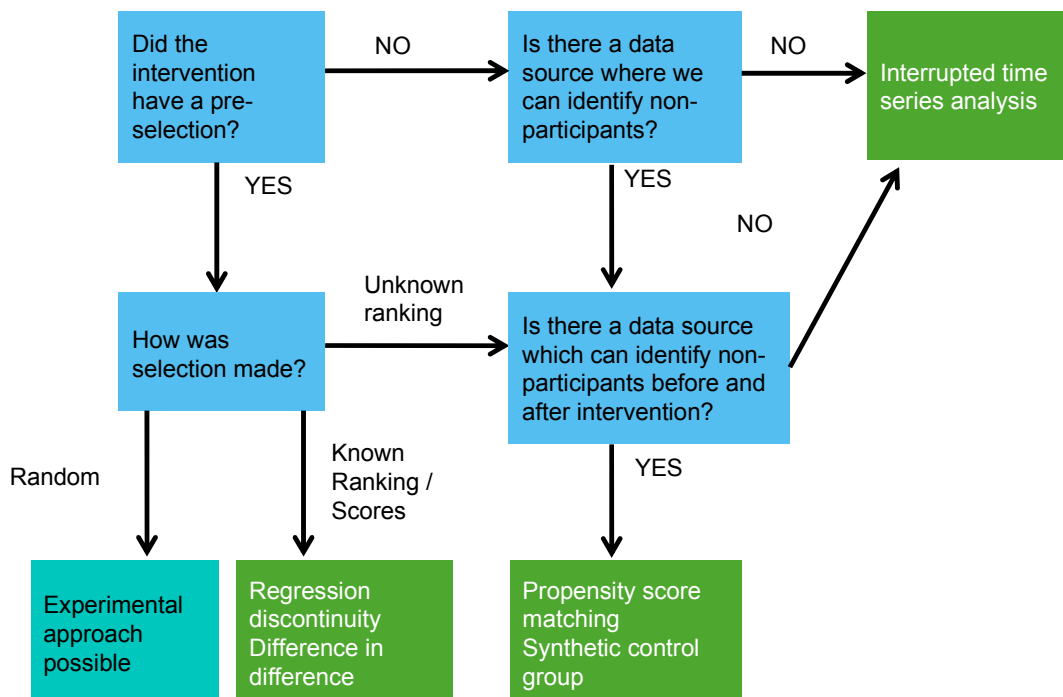 Did the
intervention
have a pre-
selection?
NO
Is there a data
source where we
can identify non-
participants?
NO
Interrupted time
series analysis
YES
YES
NO
How was
selection made?
Unknown
ranking
Is there a data source
which can identify non-
participants before and
after intervention?
Random
Known
Ranking /
Scores
YES
Experimental
approach
possible
Regression
discontinuity
Difference in
difference
Propensity score
matching
Synthetic control
group